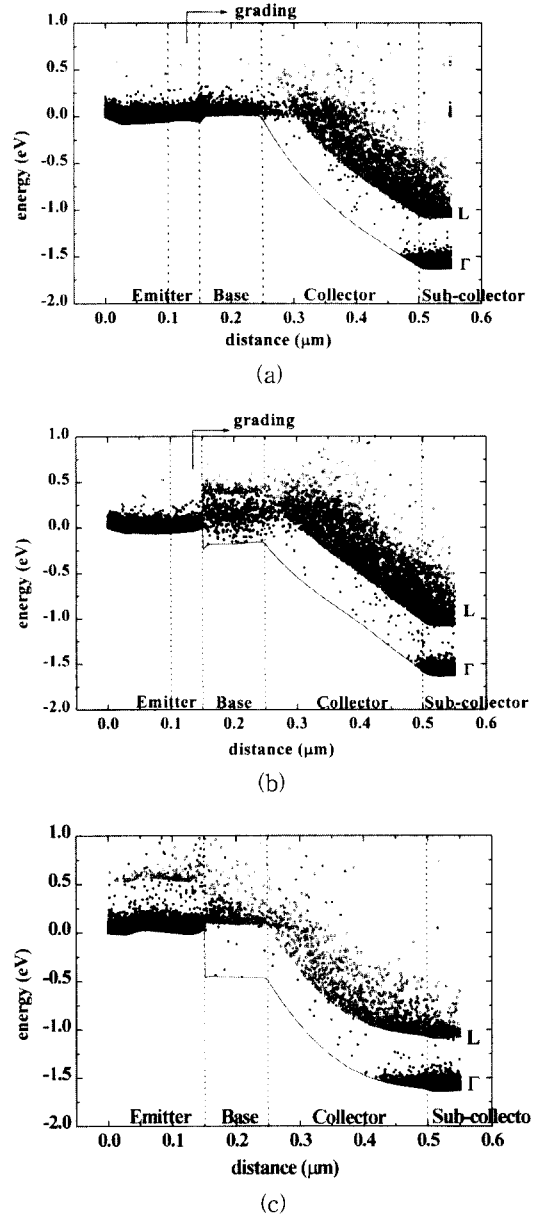 grading
1.0
0.5
0.0
-0.5
-1.0
-1.5
-2.0
energy (eV)
L
Γ
Emitter Base Collector Sub-collector
0.0 0.1 0.2 0.3 0.4 0.5 0.6
distance (μm)
(a)
grading
1.0
0.5
0.0
-0.5
-1.0
-1.5
-2.0
energy (eV)
L
Γ
Emitter Base Collector Sub-collector
0.0 0.1 0.2 0.3 0.4 0.5 0.6
distance (μm)
(b)
1.0
0.5
0.0
-0.5
-1.0
-1.5
-2.0
energy (eV)
L
Γ
Emitter Base Collector Sub-collecto
0.0 0.1 0.2 0.3 0.4 0.5 0.6
distance (μm)
(c)